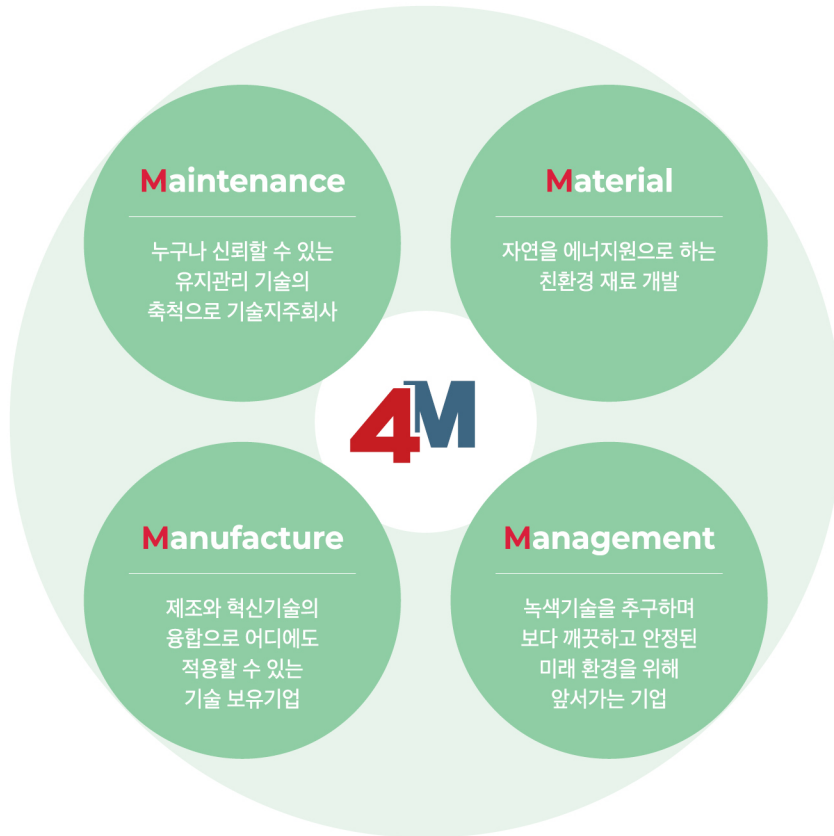 Maintenance
누구나 신뢰할 수 있는
유지관리 기술의
축척으로 기술지주회사
Material
자연을 에너지원으로 하는
친환경 재료 개발
4M
Manufacture
제조와 혁신기술의
융합으로 어디에도
적용할 수 있는
기술 보유기업
Management
녹색기술을 추구하며
보다 깨끗하고 안정된
미래 환경을 위해
앞서가는 기업